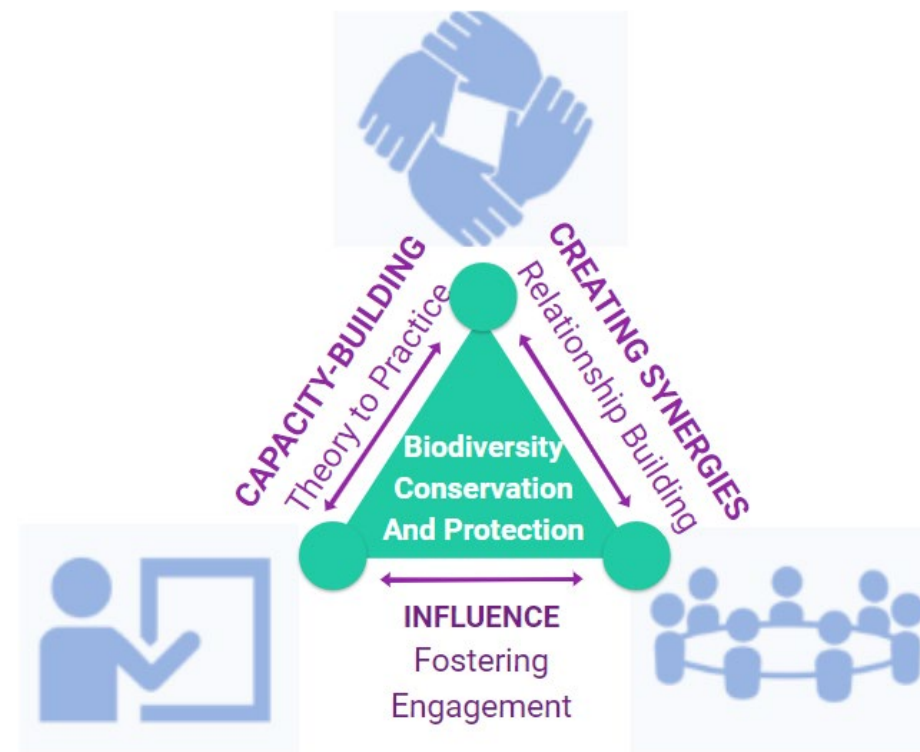 CAPACITY-BUILDING
Theory to Practice
CREATING SYNERGIES
Relationship Building
Biodiversity
Conservation
And Protection
INFLUENCE
Fostering
Engagement